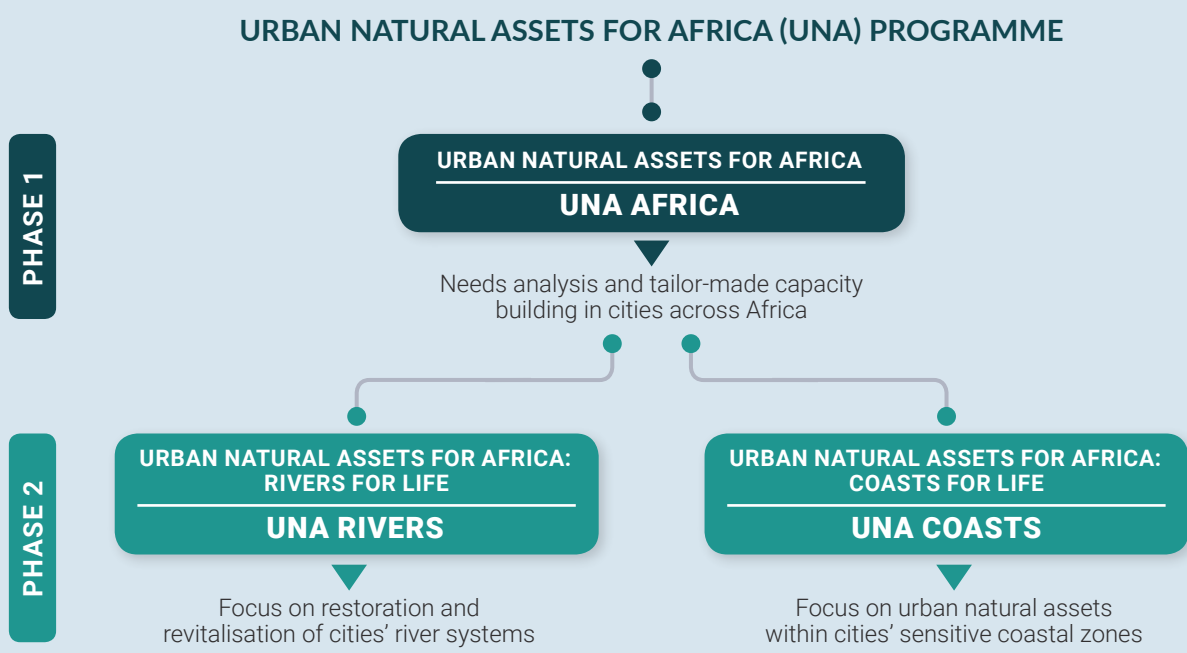 URBAN NATURAL ASSETS FOR AFRICA (UNA) PROGRAMME
PHASE 1
URBAN NATURAL ASSETS FOR AFRICA
UNA AFRICA
Needs analysis and tailor-made capacity
building in cities across Africa
PHASE 2
URBAN NATURAL ASSETS FOR AFRICA:
RIVERS FOR LIFE
UNA RIVERS
Focus on restoration and
revitalisation of cities’ river systems
URBAN NATURAL ASSETS FOR AFRICA:
COASTS FOR LIFE
UNA COASTS
Focus on urban natural assets
within cities’ sensitive coastal zones